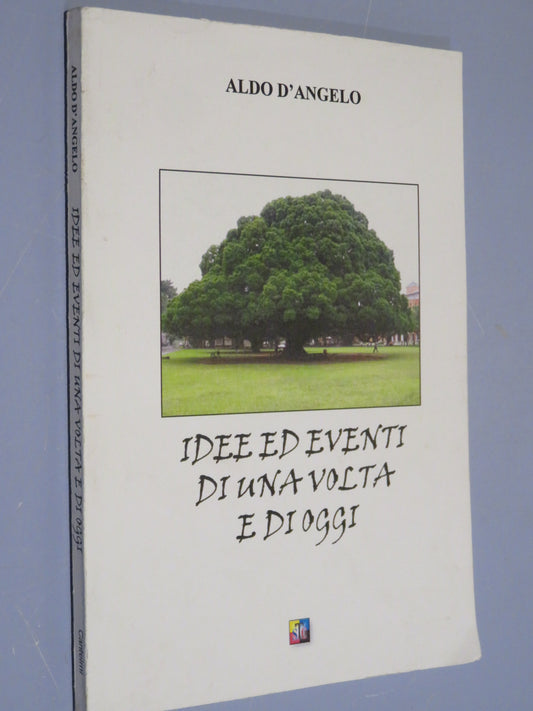 ALDO D'ANGELO
IDEE ED EVENTI
DI UNA VOLTA
E DI OGGI
ALDO D'ANGELO
IDEE ED EVENTI DI UNA VOLTA E DI OGGI